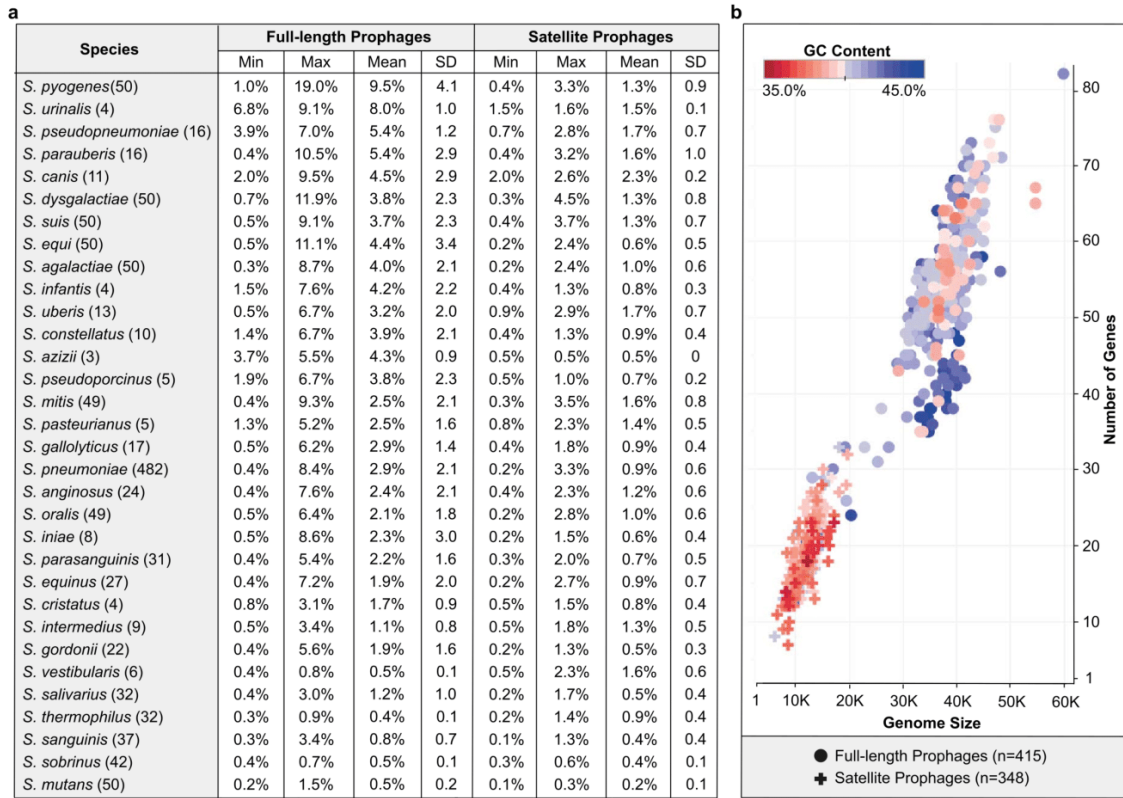 a
Species Full-length Prophages Satellite Prophages
Min Max Mean SD Min Max Mean SD
S. pyogenes(50) 1.0% 19.0% 9.5% 4.1 0.4% 3.3% 1.3% 0.9
S. urinalis (4) 6.8% 9.1% 8.0% 1.0 1.5% 1.6% 1.5% 0.1
S. pseudopneumoniae (16) 3.9% 7.0% 5.4% 1.2 0.7% 2.8% 1.7% 0.7
S. parauberis (16) 0.4% 10.5% 5.4% 2.9 0.4% 3.2% 1.6% 1.0
S. canis (11) 2.0% 9.5% 4.5% 2.9 2.0% 2.6% 2.3% 0.2
S. dysgalactiae (50) 0.7% 11.9% 3.8% 2.3 0.3% 4.5% 1.3% 0.8
S. suis (50) 0.5% 9.1% 3.7% 2.3 0.4% 3.7% 1.3% 0.7
S. equi (50) 0.5% 11.1% 4.4% 3.4 0.2% 2.4% 0.6% 0.5
S. agalactiae (50) 0.3% 8.7% 4.0% 2.1 0.2% 2.4% 1.0% 0.6
S. infantis (4) 1.5% 7.6% 4.2% 2.2 0.4% 1.3% 0.8% 0.3
S. uberis (13) 0.5% 6.7% 3.2% 2.0 0.9% 2.9% 1.7% 0.7
S. constellatus (10) 1.4% 6.7% 3.9% 2.1 0.4% 1.3% 0.9% 0.4
S. azizii (3) 3.7% 5.5% 4.3% 0.9 0.5% 0.5% 0.5% 0
S. pseudoporcinus (5) 1.9% 6.7% 3.8% 2.3 0.5% 1.0% 0.7% 0.2
S. mitis (49) 0.4% 9.3% 2.5% 2.1 0.3% 3.5% 1.6% 0.8
S. pasteurianus (5) 1.3% 5.2% 2.5% 1.6 0.8% 2.3% 1.4% 0.5
S. gallolyticus (17) 0.5% 6.2% 2.9% 1.4 0.4% 1.8% 0.9% 0.4
S. pneumoniae (482) 0.4% 8.4% 2.9% 2.1 0.2% 3.3% 0.9% 0.6
S. anginosus (24) 0.4% 7.6% 2.4% 2.1 0.4% 2.3% 1.2% 0.6
S. oralis (49) 0.5% 6.4% 2.1% 1.8 0.2% 2.8% 1.0% 0.6
S. iniae (8) 0.5% 8.6% 2.3% 3.0 0.2% 1.5% 0.6% 0.4
S. parasanguinis (31) 0.4% 5.4% 2.2% 1.6 0.3% 2.0% 0.7% 0.5
S. equinus (27) 0.4% 7.2% 1.9% 2.0 0.2% 2.7% 0.9% 0.7
S. cristatus (4) 0.8% 3.1% 1.7% 0.9 0.5% 1.5% 0.8% 0.4
S. intermedius (9) 0.5% 3.4% 1.1% 0.8 0.5% 1.8% 1.3% 0.5
S. gordonii (22) 0.4% 5.6% 1.9% 1.6 0.2% 1.3% 0.5% 0.3
S. vestibularis (6) 0.4% 0.8% 0.5% 0.1 0.5% 2.3% 1.6% 0.6
S. salivarius (32) 0.4% 3.0% 1.2% 1.0 0.2% 1.7% 0.5% 0.4
S. thermophilus (32) 0.3% 0.9% 0.4% 0.1 0.2% 1.4% 0.9% 0.4
S. sanguinis (37) 0.3% 3.4% 0.8% 0.7 0.1% 1.3% 0.4% 0.4
S. sobrinus (42) 0.4% 0.7% 0.5% 0.1 0.3% 0.6% 0.4% 0.1
S. mutans (50) 0.2% 1.5% 0.5% 0.2 0.1% 0.3% 0.2% 0.1
b
GC Content
35.0% 45.0%
80
70
60
50
40
30
20
10
1
Number of Genes
1 10K 20K 30K 40K 50K 60K
Genome Size
Full-length Prophages (n=415)
Satellite Prophages (n=348)